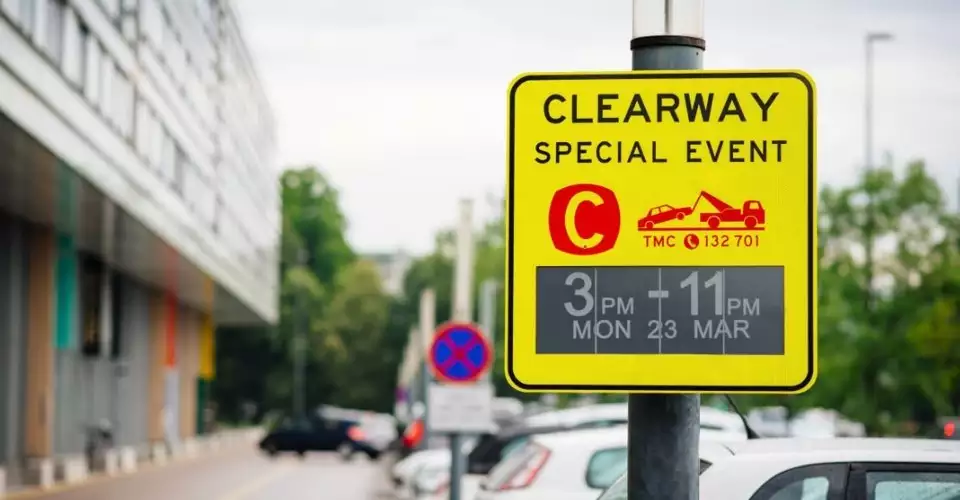 CLEARWAY
SPECIAL EVENT
C
TMC 132 701
3PM - 11PM
MON 23 MAR